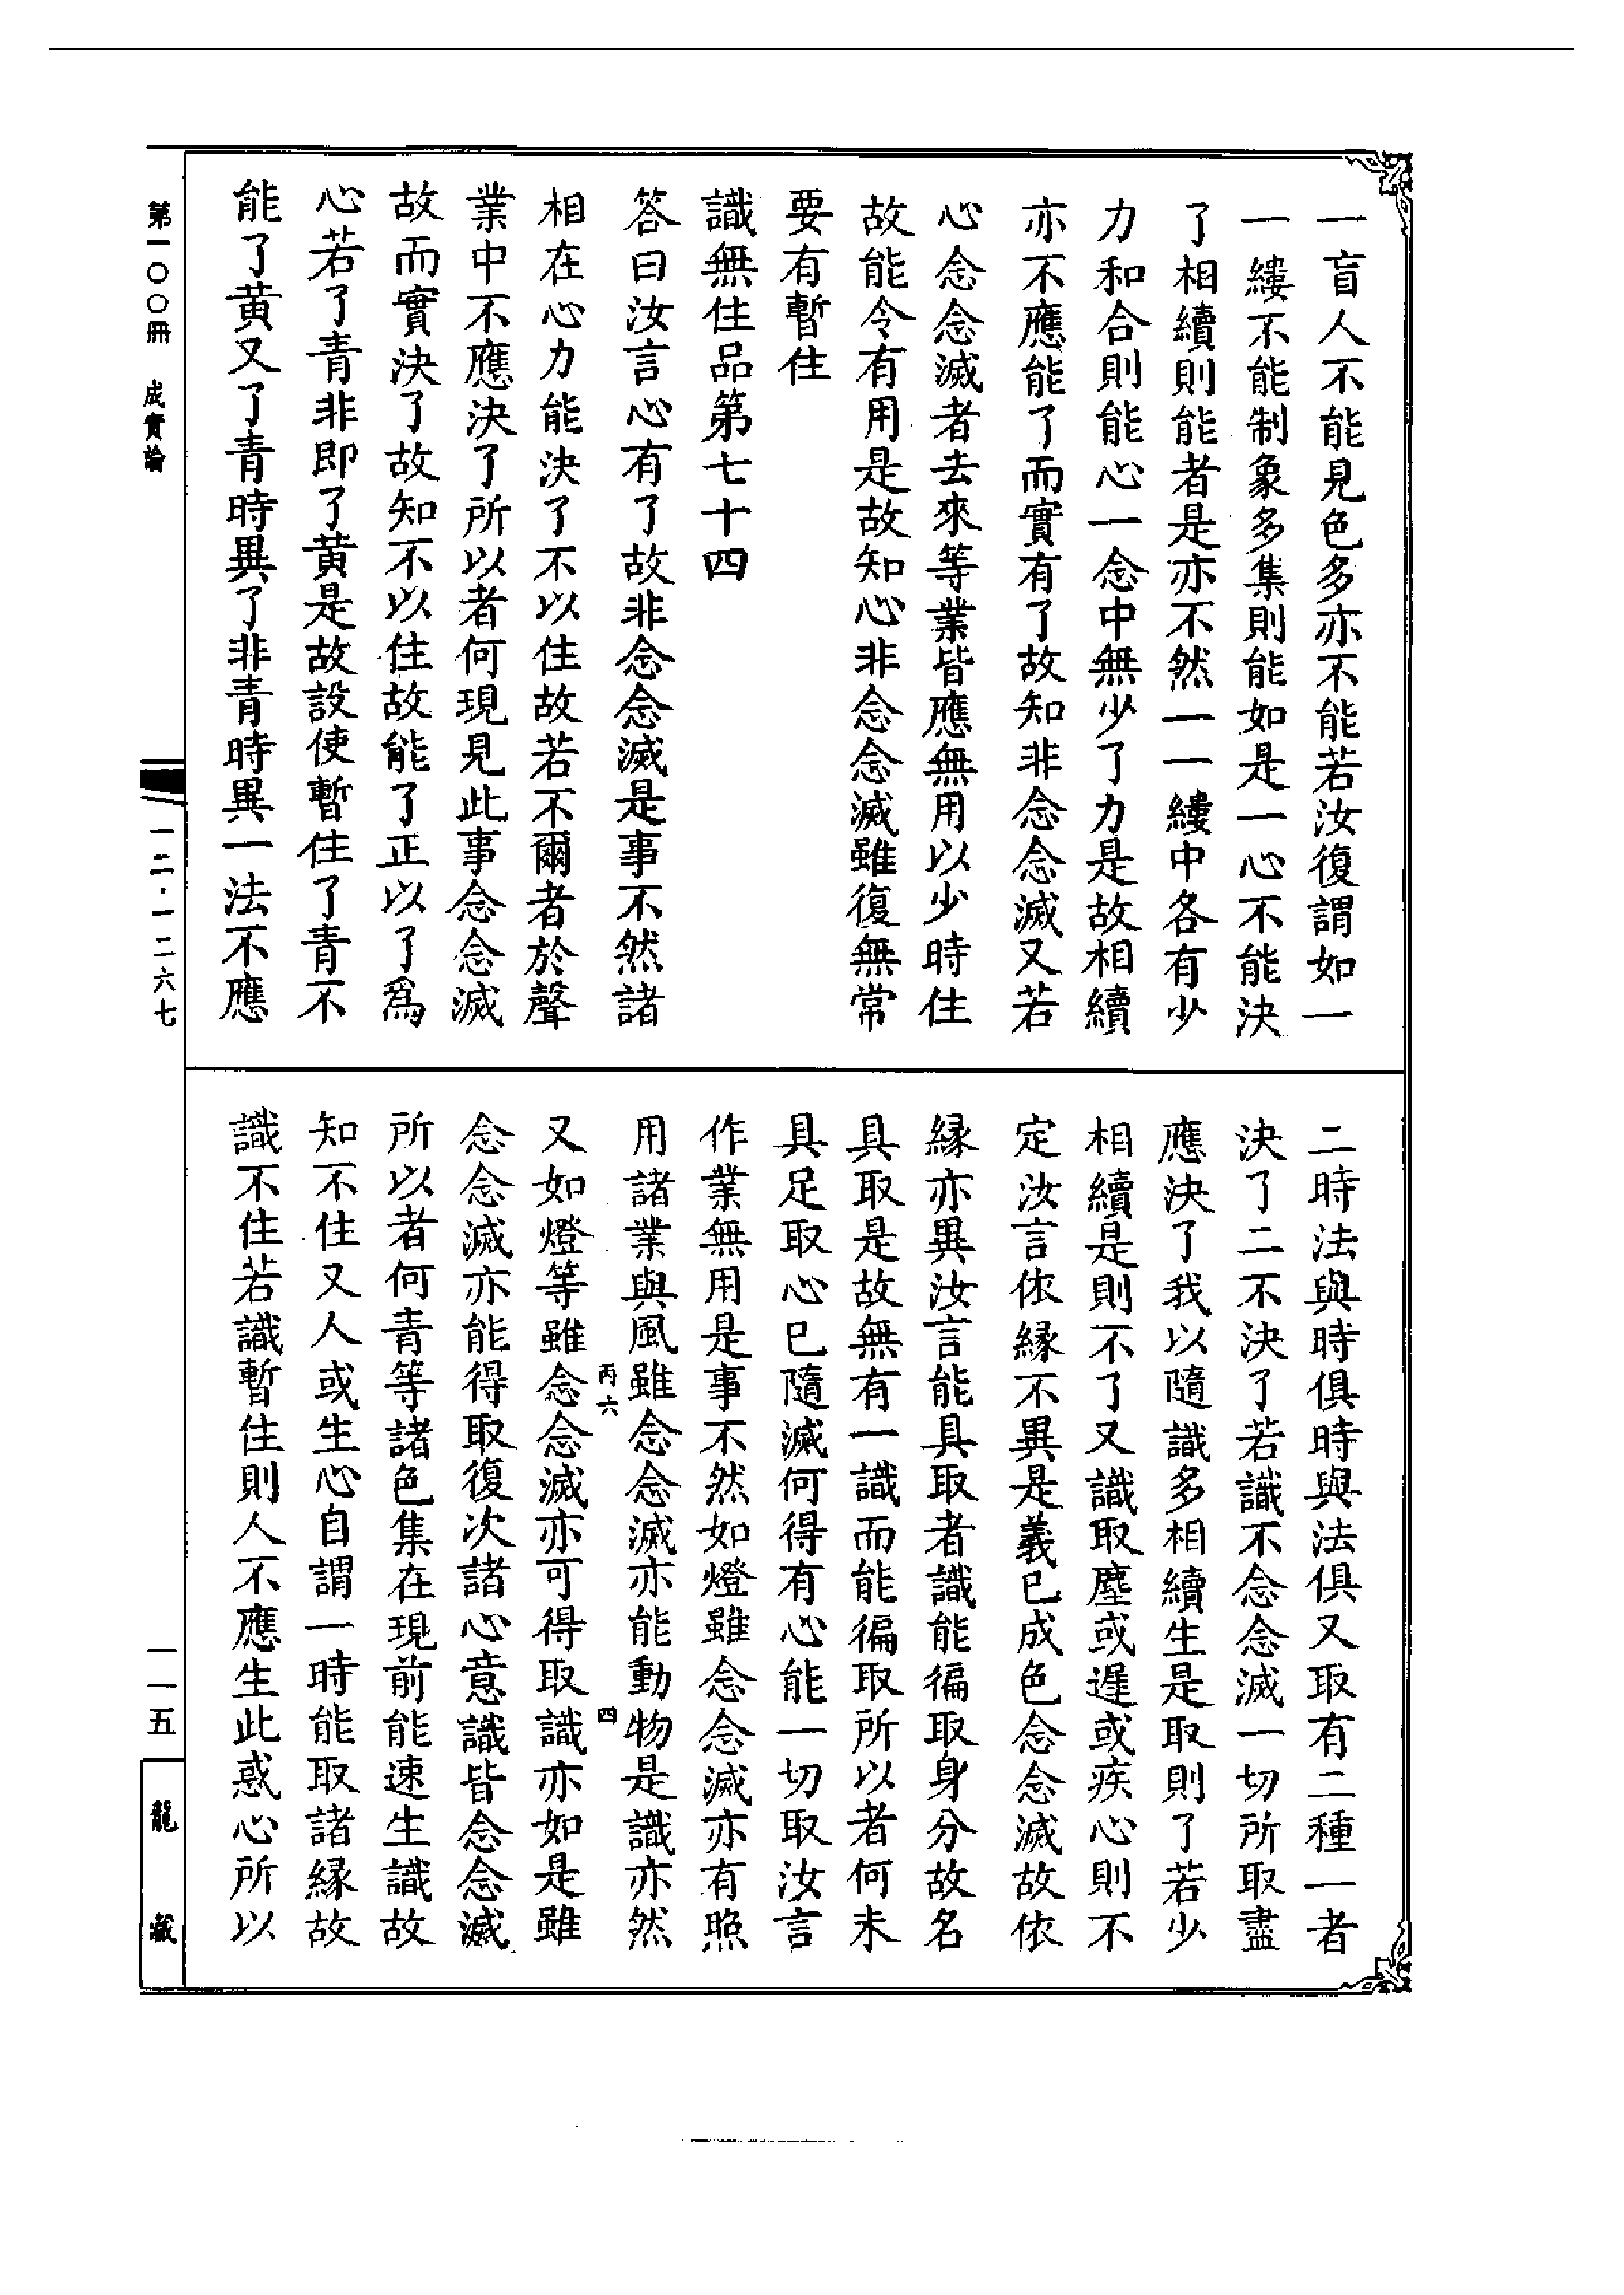 一盲人不能見色多亦不能若汝復謂如一
一縷不能制象多集則能如是一心不能決
了相續則能者是亦不然一一縷中各有少
力和合則能心一念中無少了力是故相續
亦不應能了而實有了故知非念念滅又若
心念念滅者去來等業皆應無用以少時住
故能令有用是故知心非念念滅雖復無常
要有暫住
識無住品第七十四
答曰汝言心有了故非念念滅是事不然諸
相在心力能決了不以住故若不爾者於聲
業中不應決了所以者何現見此事念念滅
故而實決了故知不以住故能了正以了為
心若了青非即了黄是故設使暫住了青不
能了黄又了青時異了非青時異一法不應
二時法與時俱時與法俱又取有二種一者
決了二不決了若識不念念滅一切所取盡
應決了我以隨識多相續生是取則了若少
相續是則不了又識取塵或遲或疾心則不
定汝言依縁不異是義已成色念念滅故依
縁亦異汝言能具取者識能徧取身分故名
具取是故無有一識而能徧取所以者何未
具足取心已隨滅何得有心能一切取汝言
作業無用是事不然如燈雖念念滅亦有照
用諸業與風雖念念滅亦能動物是識亦然
丙六
四
又如燈等雖念念滅亦可得取識亦如是雖
念念滅亦能得取復次諸心意識皆念念滅
所以者何青等諸色集在現前能速生識故
知不住又人或生心自謂一時能取諸縁故
識不住若識暫住則人不應生此惑心所以
第一〇〇冊　成實論
一二·一二六七
一一五
龍藏